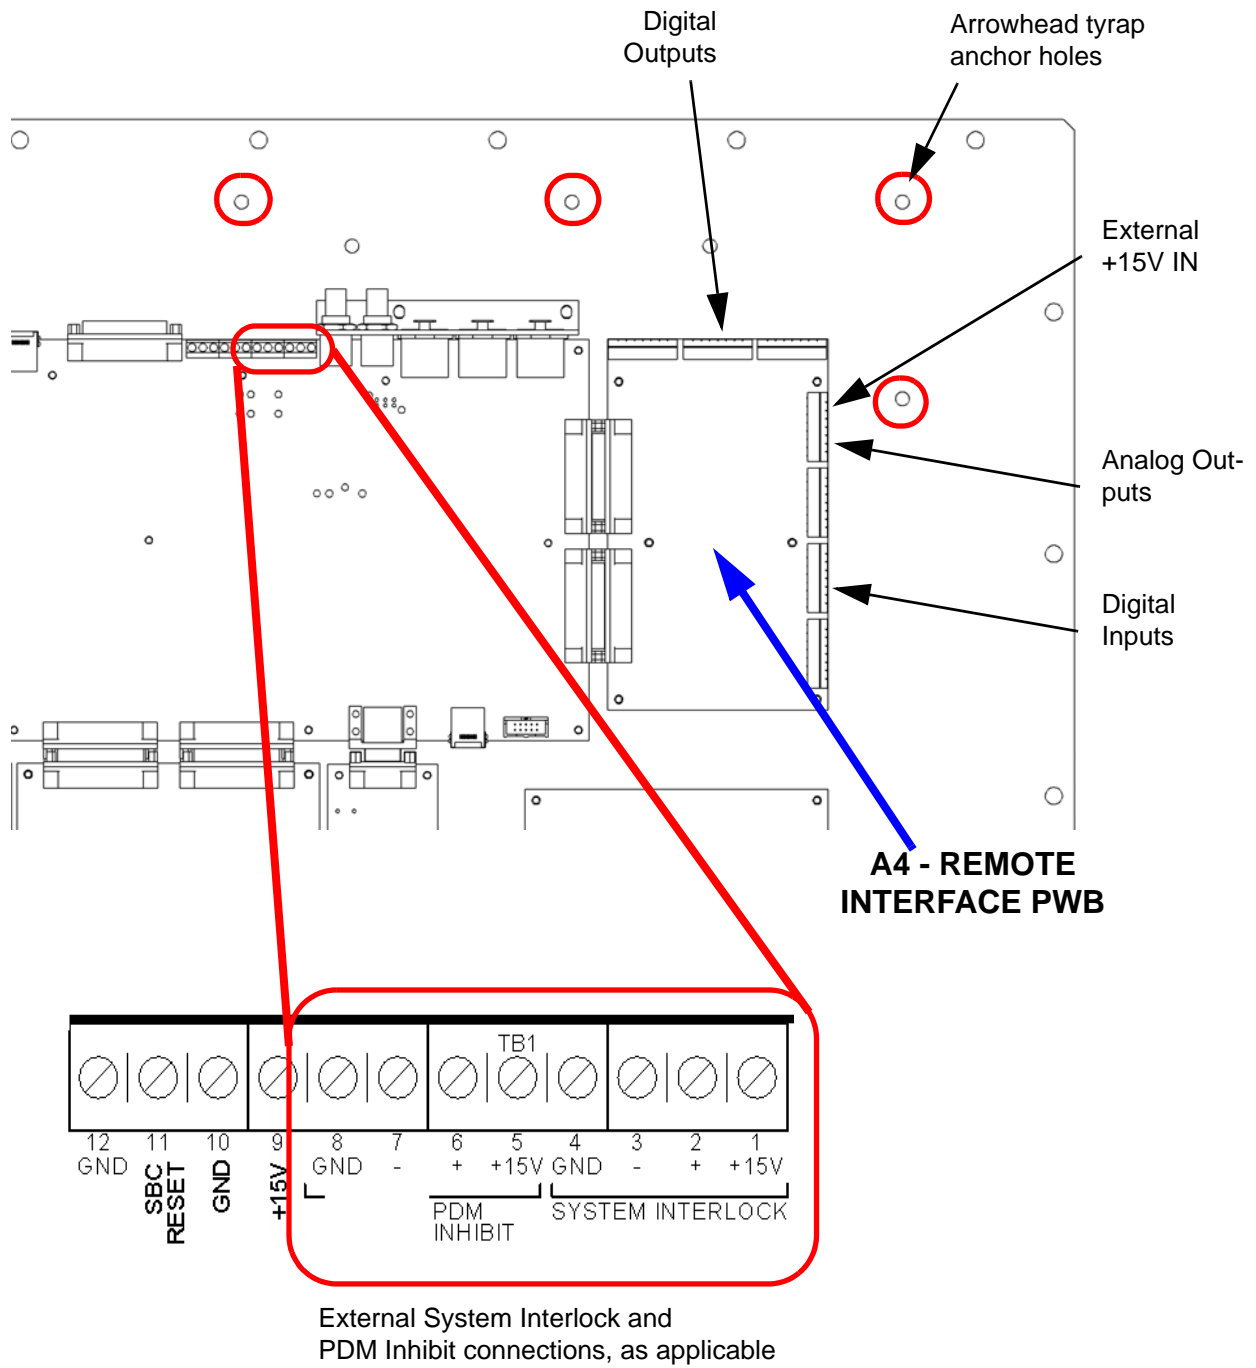 Digital
Outputs
Arrowhead tyrap
anchor holes
External
+15V IN
Analog Out-
puts
Digital
Inputs
A4 - REMOTE
INTERFACE PWB
TB1
12 11 10 9 8 7 6 5 4 3 2 1
GND SBC RESET GND +15V GND - + +15V GND - + +15V
PDM INHIBIT SYSTEM INTERLOCK
External System Interlock and
PDM Inhibit connections, as applicable